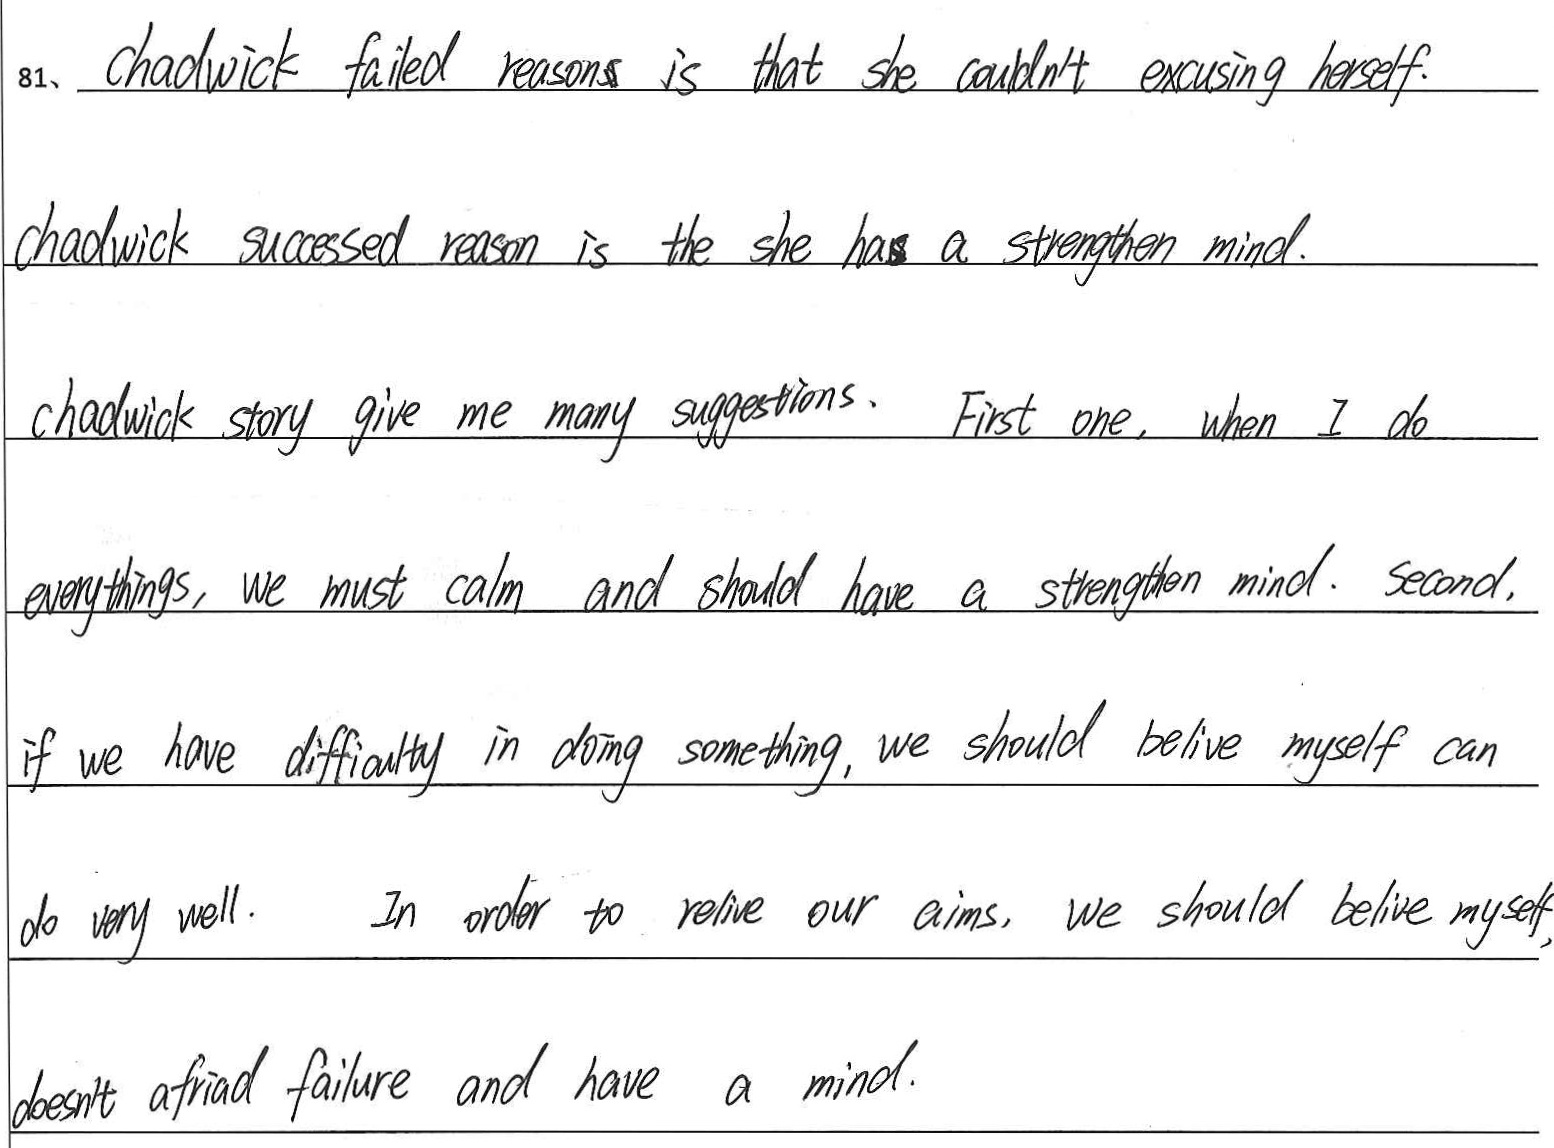 81、 chadwick failed reasons is that she couldn't excusing herself.
chadwick successed reason is the she has a strengthen mind.
chadwick story give me many suggestions. First one, when I do
everythings, we must calm and should have a strengthen mind. Second,
if we have difficulty in doing something, we should belive myself can
do very well. In order to relive our aims, we should belive myself,
doesn't afriad failure and have a mind.